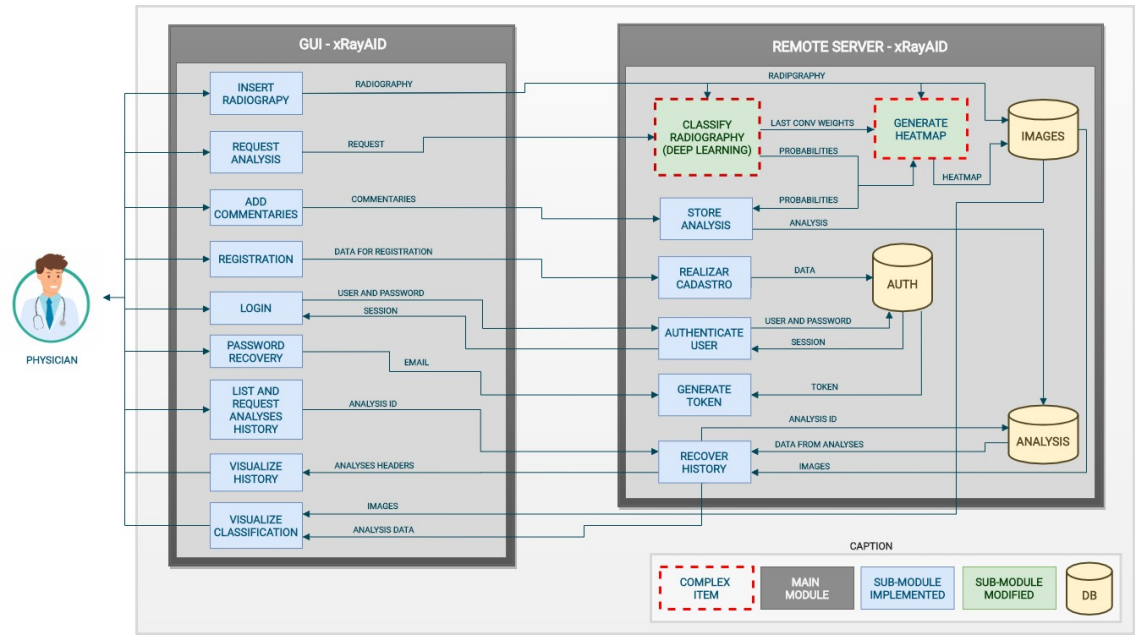 GUI - xRayAID
REMOTE SERVER - xRayAID
INSERT
RADIOGRAPY
RADIOGRAPHY
RADIPGRAPHY
REQUEST
ANALYSIS
REQUEST
CLASSIFY
RADIOGRAPHY
(DEEP LEARNING)
LAST CONV WEIGHTS
GENERATE
HEATMAP
IMAGES
PROBABILITIES
HEATMAP
ADD
COMMENTARIES
COMMENTARIES
STORE
ANALYSIS
PROBABILITIES
ANALYSIS
REGISTRATION
DATA FOR REGISTRATION
REALIZAR
CADASTRO
DATA
AUTH
PHYSICIAN
LOGIN
USER AND PASSWORD
SESSION
AUTHENTICATE
USER
USER AND PASSWORD
SESSION
PASSWORD
RECOVERY
EMAIL
GENERATE
TOKEN
TOKEN
LIST AND
REQUEST
ANALYSES
HISTORY
ANALYSIS ID
ANALYSIS ID
RECOVER
HISTORY
DATA FROM ANALYSES
IMAGES
ANALYSIS
VISUALIZE
HISTORY
ANALYSES HEADERS
VISUALIZE
CLASSIFICATION
IMAGES
ANALYSIS DATA
CAPTION
COMPLEX
ITEM
MAIN
MODULE
SUB-MODULE
IMPLEMENTED
SUB-MODULE
MODIFIED
DB